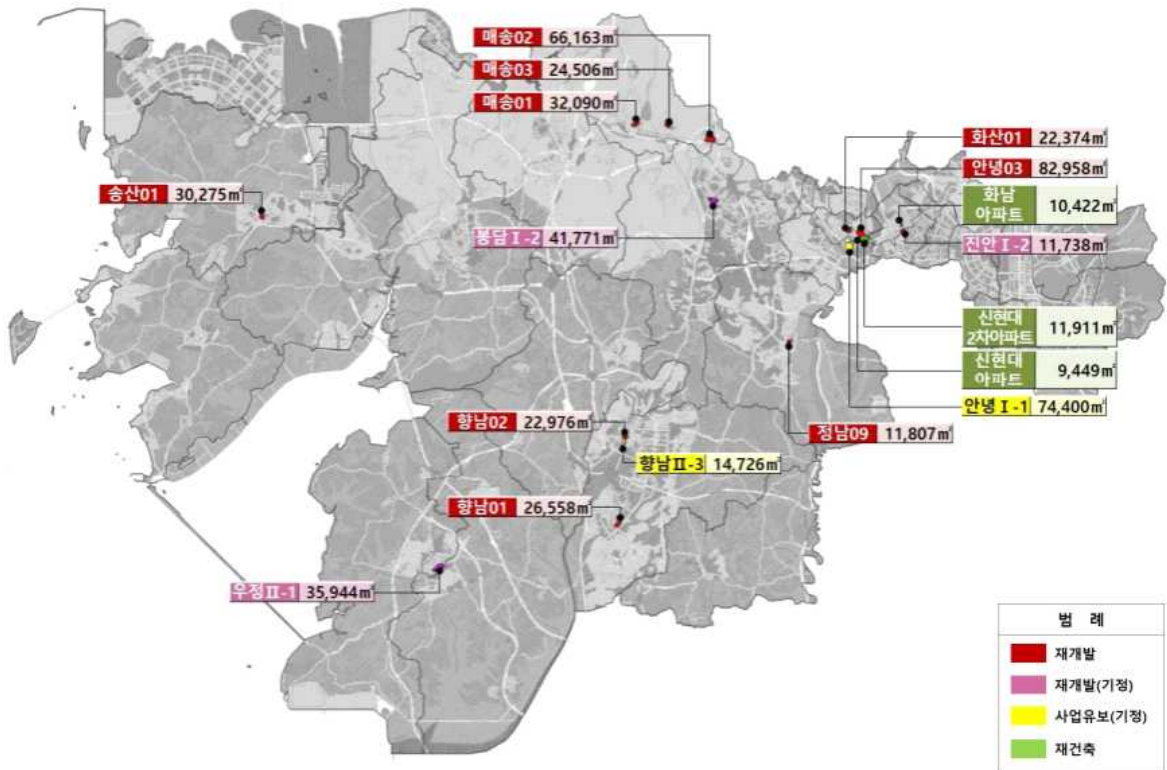 매송02 66,163㎡
매송03 24,506㎡
매송01 32,090㎡
화산01 22,374㎡
안녕03 82,958㎡
송산01 30,275㎡
화남
아파트 10,422㎡
봉담Ⅰ-2 41,771㎡
진안Ⅰ-2 11,738㎡
신현대
2차아파트 11,911㎡
신현대
아파트 9,449㎡
안녕Ⅰ-1 74,400㎡
향남02 22,976㎡
정남09 11,807㎡
향남Ⅱ-3 14,726㎡
향남01 26,558㎡
우정Ⅱ-1 35,944㎡
범 례
재개발
재개발(기정)
사업유보(기정)
재건축